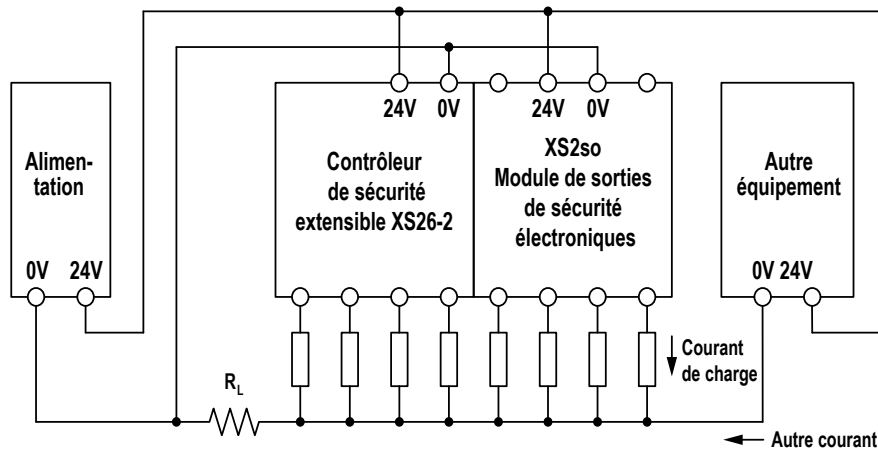 24V 0V 24V 0V
Alimen-
tation
Contrôleur
de sécurité
extensible XS26-2
XS2so
Module de sorties
de sécurité
électroniques
Autre
équipement
0V 24V
0V 24V
Courant
de charge
R_L
Autre courant